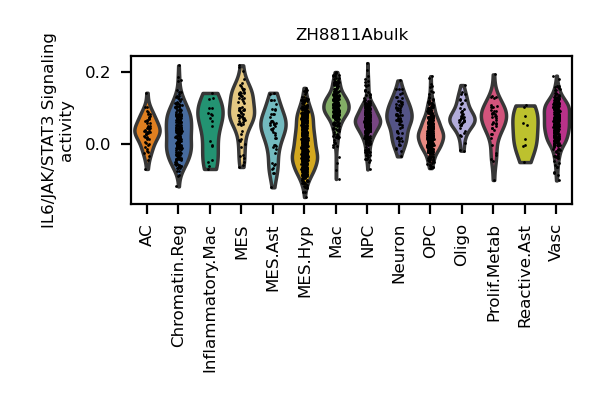 ZH8811Abulk
IL6/JAK/STAT3 Signaling
activity
0.2
0.0
AC
Chromatin.Reg
Inflammatory.Mac
MES
MES.Ast
MES.Hyp
Mac
NPC
Neuron
OPC
Oligo
Prolif.Metab
Reactive.Ast
Vasc